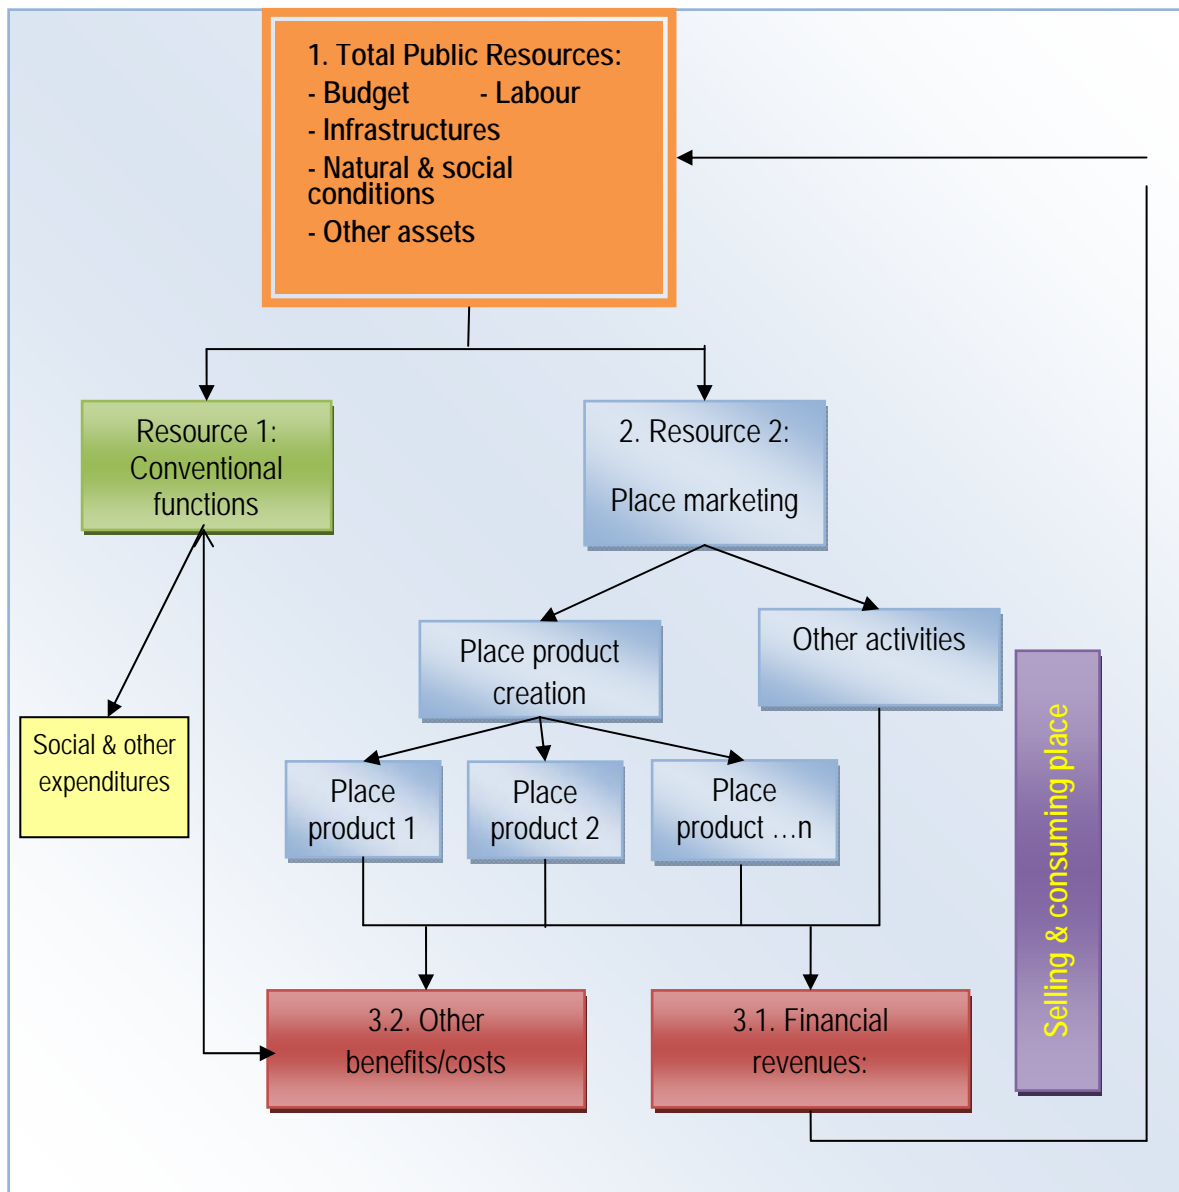 1. Total Public Resources:
- Budget - Labour
- Infrastructures
- Natural & social
conditions
- Other assets
Resource 1:
Conventional
functions
2. Resource 2:
Place marketing
Place product
creation
Other activities
Social & other
expenditures
Place
product 1
Place
product 2
Place
product …n
Selling & consuming place
3.2. Other
benefits/costs
3.1. Financial
revenues: